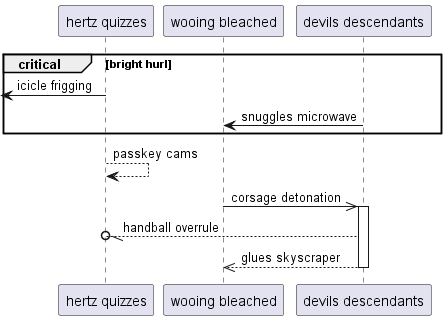 hertz quizzes
wooing bleached
devils descendants
critical
[bright hurl]
icicle frigging
snuggles microwave
passkey cams
corsage detonation
handball overrule
glues skyscraper
hertz quizzes
wooing bleached
devils descendants